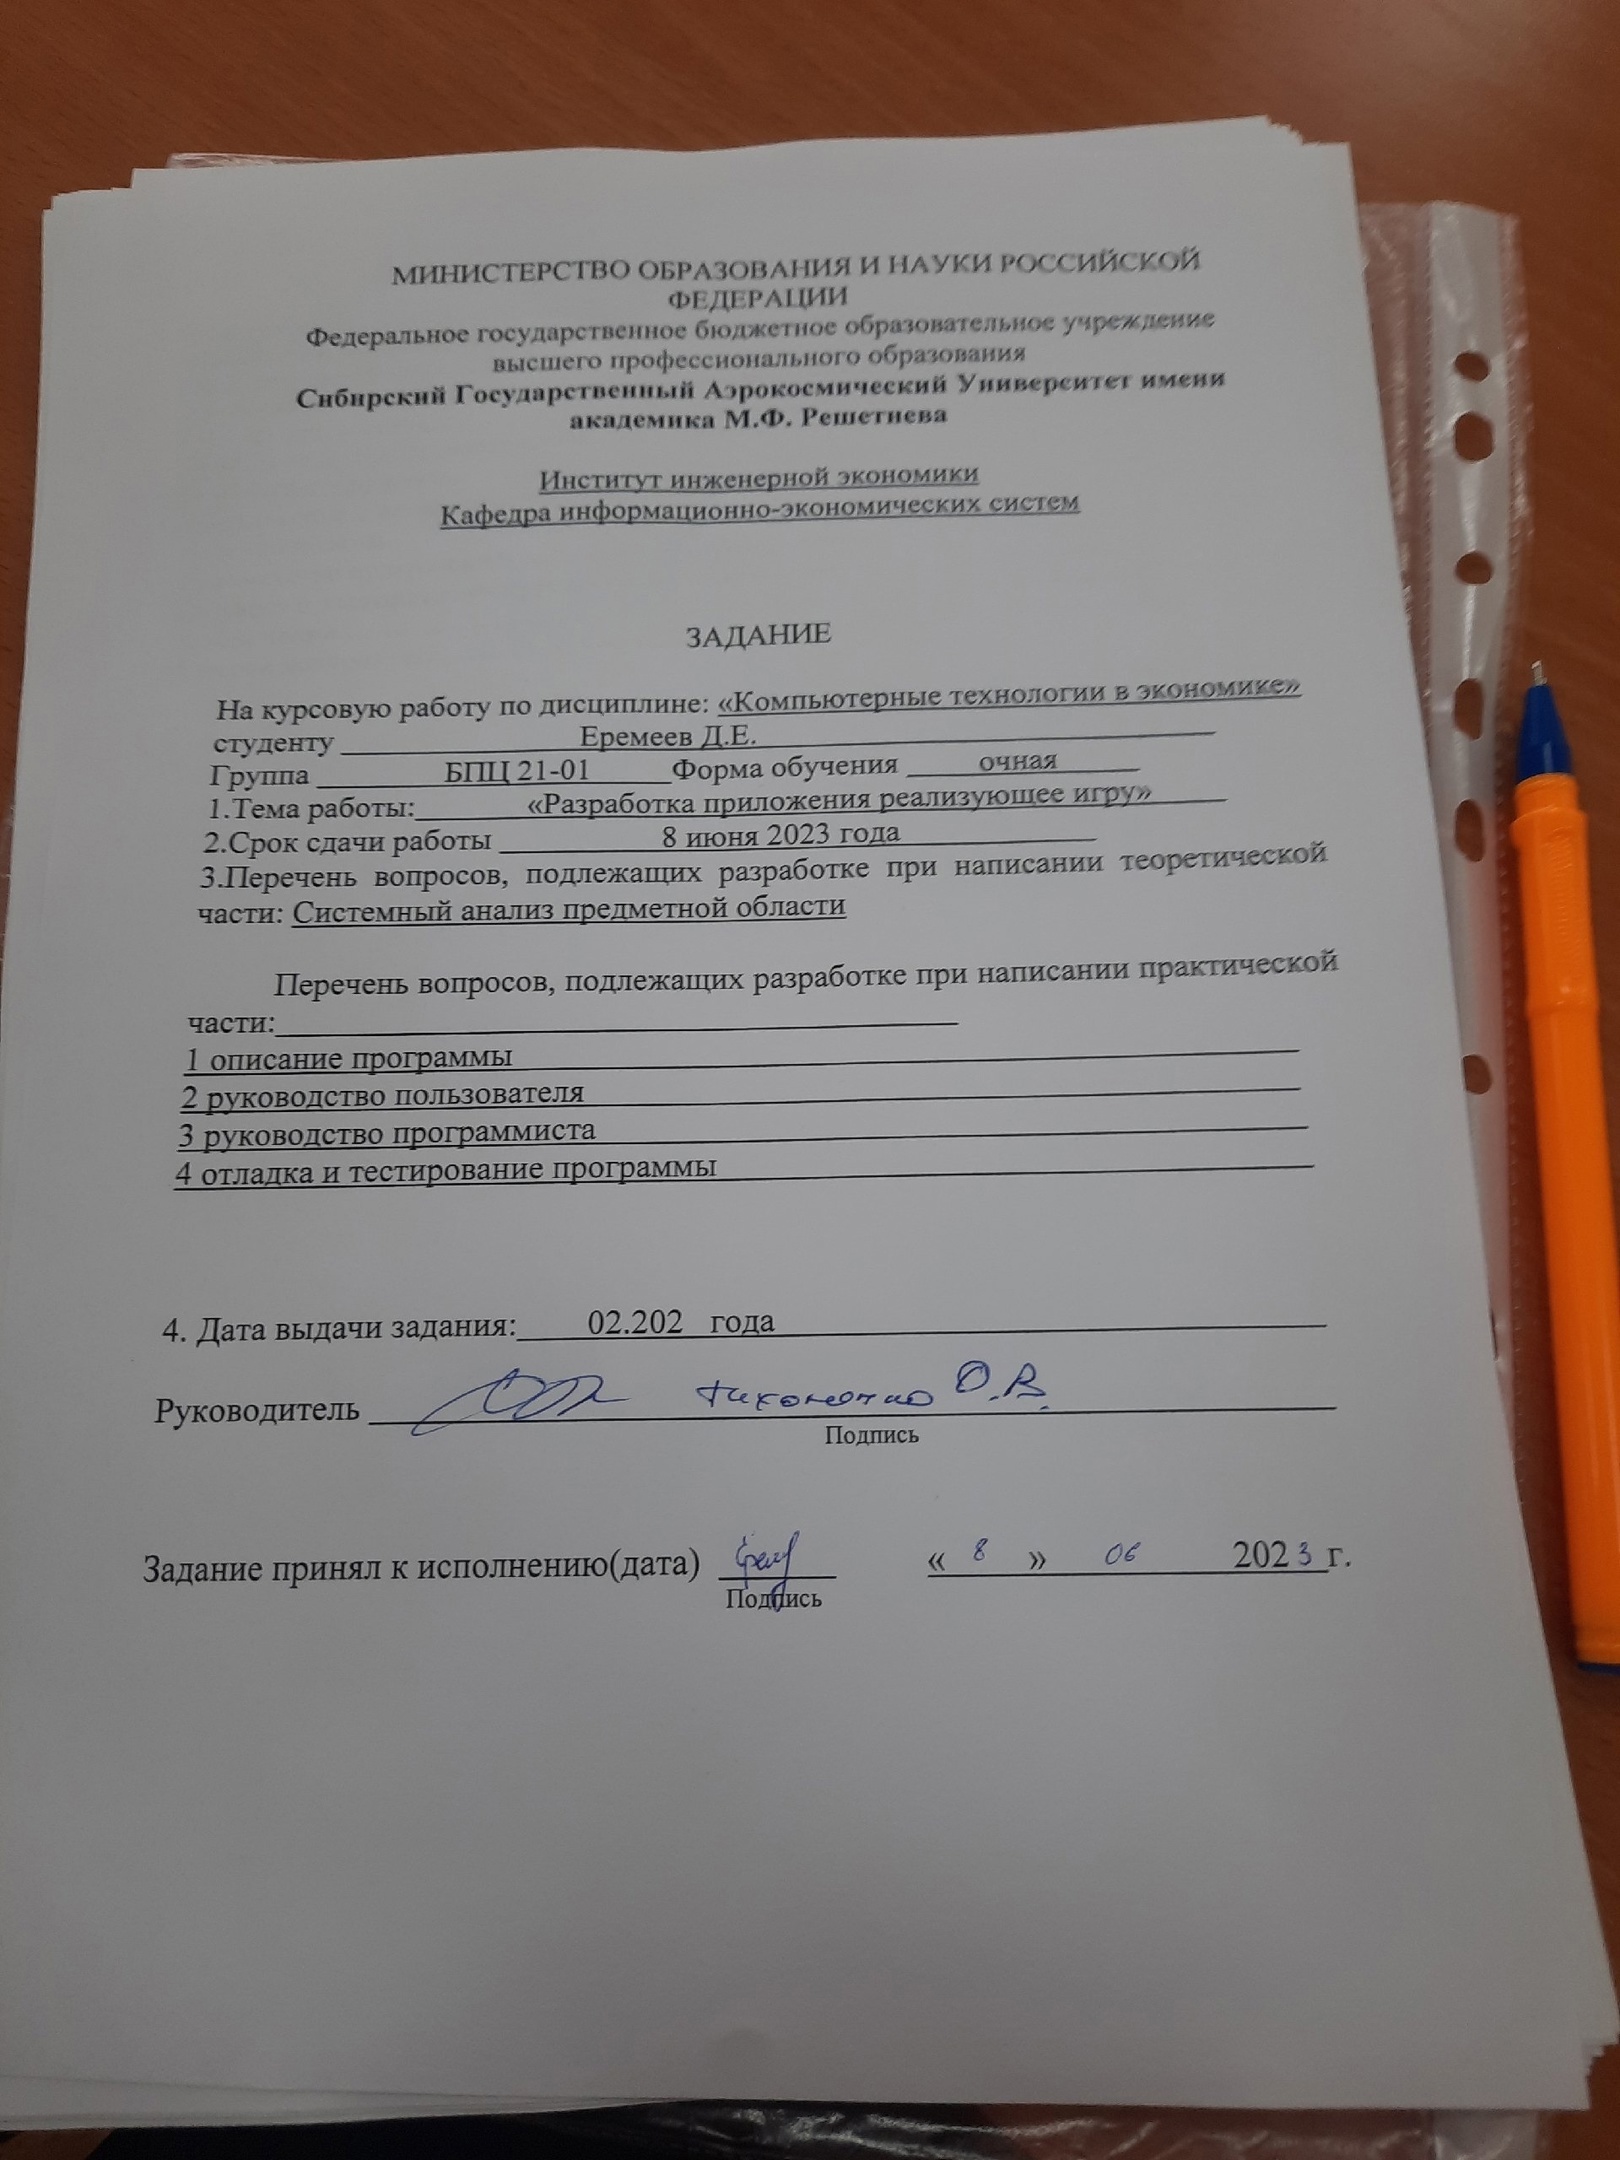 МИНИСТЕРСТВО ОБРАЗОВАНИЯ И НАУКИ РОССИЙСКОЙ
ФЕДЕРАЦИИ
Федеральное государственное бюджетное образовательное учреждение
высшего профессионального образования
Сибирский Государственный Аэрокосмический Университет имени
академика М.Ф. Решетнева
Институт инженерной экономики
Кафедра информационно-экономических систем
ЗАДАНИЕ
На курсовую работу по дисциплине: «Компьютерные технологии в экономике»
студенту Еремеев Д.Е.
Группа БПЦ 21-01 Форма обучения очная
1.Тема работы: «Разработка приложения реализующее игру»
2.Срок сдачи работы 8 июня 2023 года
3.Перечень вопросов, подлежащих разработке при написании теоретической
части: Системный анализ предметной области
Перечень вопросов, подлежащих разработке при написании практической
части:
1 описание программы
2 руководство пользователя
3 руководство программиста
4 отладка и тестирование программы
4. Дата выдачи задания: 02.202 года
Руководитель О.В.
Подпись
Задание принял к исполнению(дата) « 8 » 06 2023 г.
Подпись